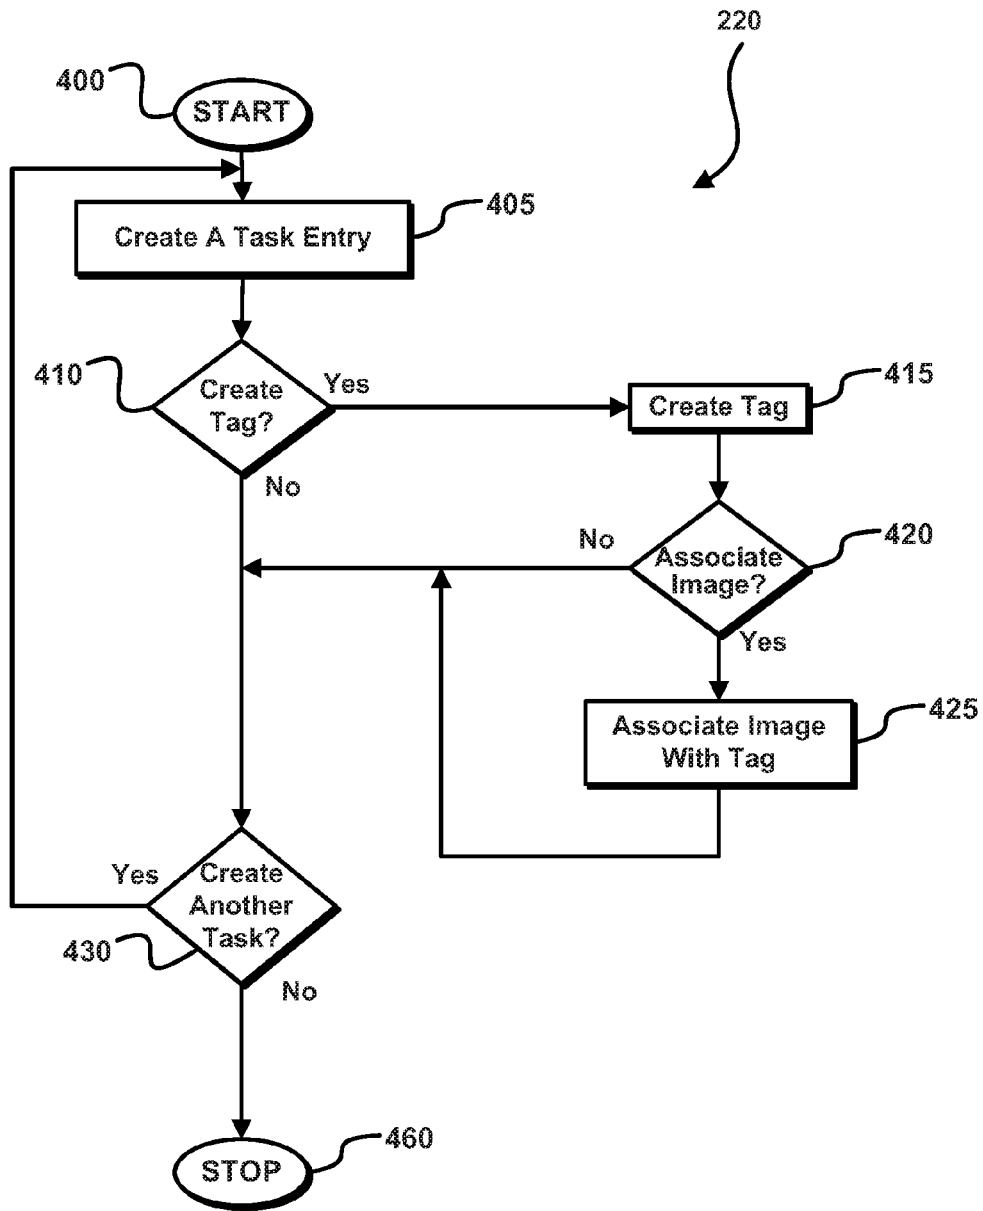 220
400
START
405
Create A Task Entry
410
Create
Tag?
Yes
No
415
Create Tag
420
Associate
Image?
No
Yes
425
Associate Image
With Tag
Yes
Create
Another
Task?
430
No
460
STOP